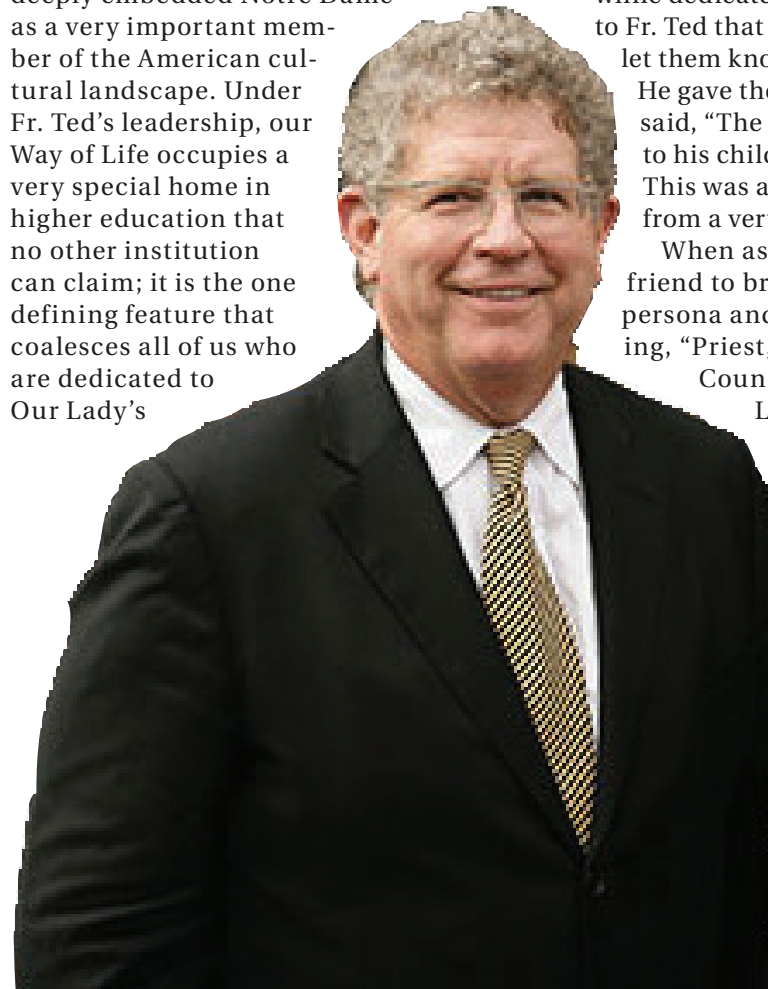 deeply embedded Notre Dame
as a very important mem-
ber of the American cul-
tural landscape. Under
Fr. Ted’s leadership, our
Way of Life occupies a
very special home in
higher education that
no other institution
can claim; it is the one
defining feature that
coalesces all of us who
are dedicated to
Our Lady’s
while dedicate
to Fr. Ted that
let them kno
He gave the
said, “The
to his child
This was a
from a ver
When as
friend to br
persona and
ing, “Priest,
Coun
L